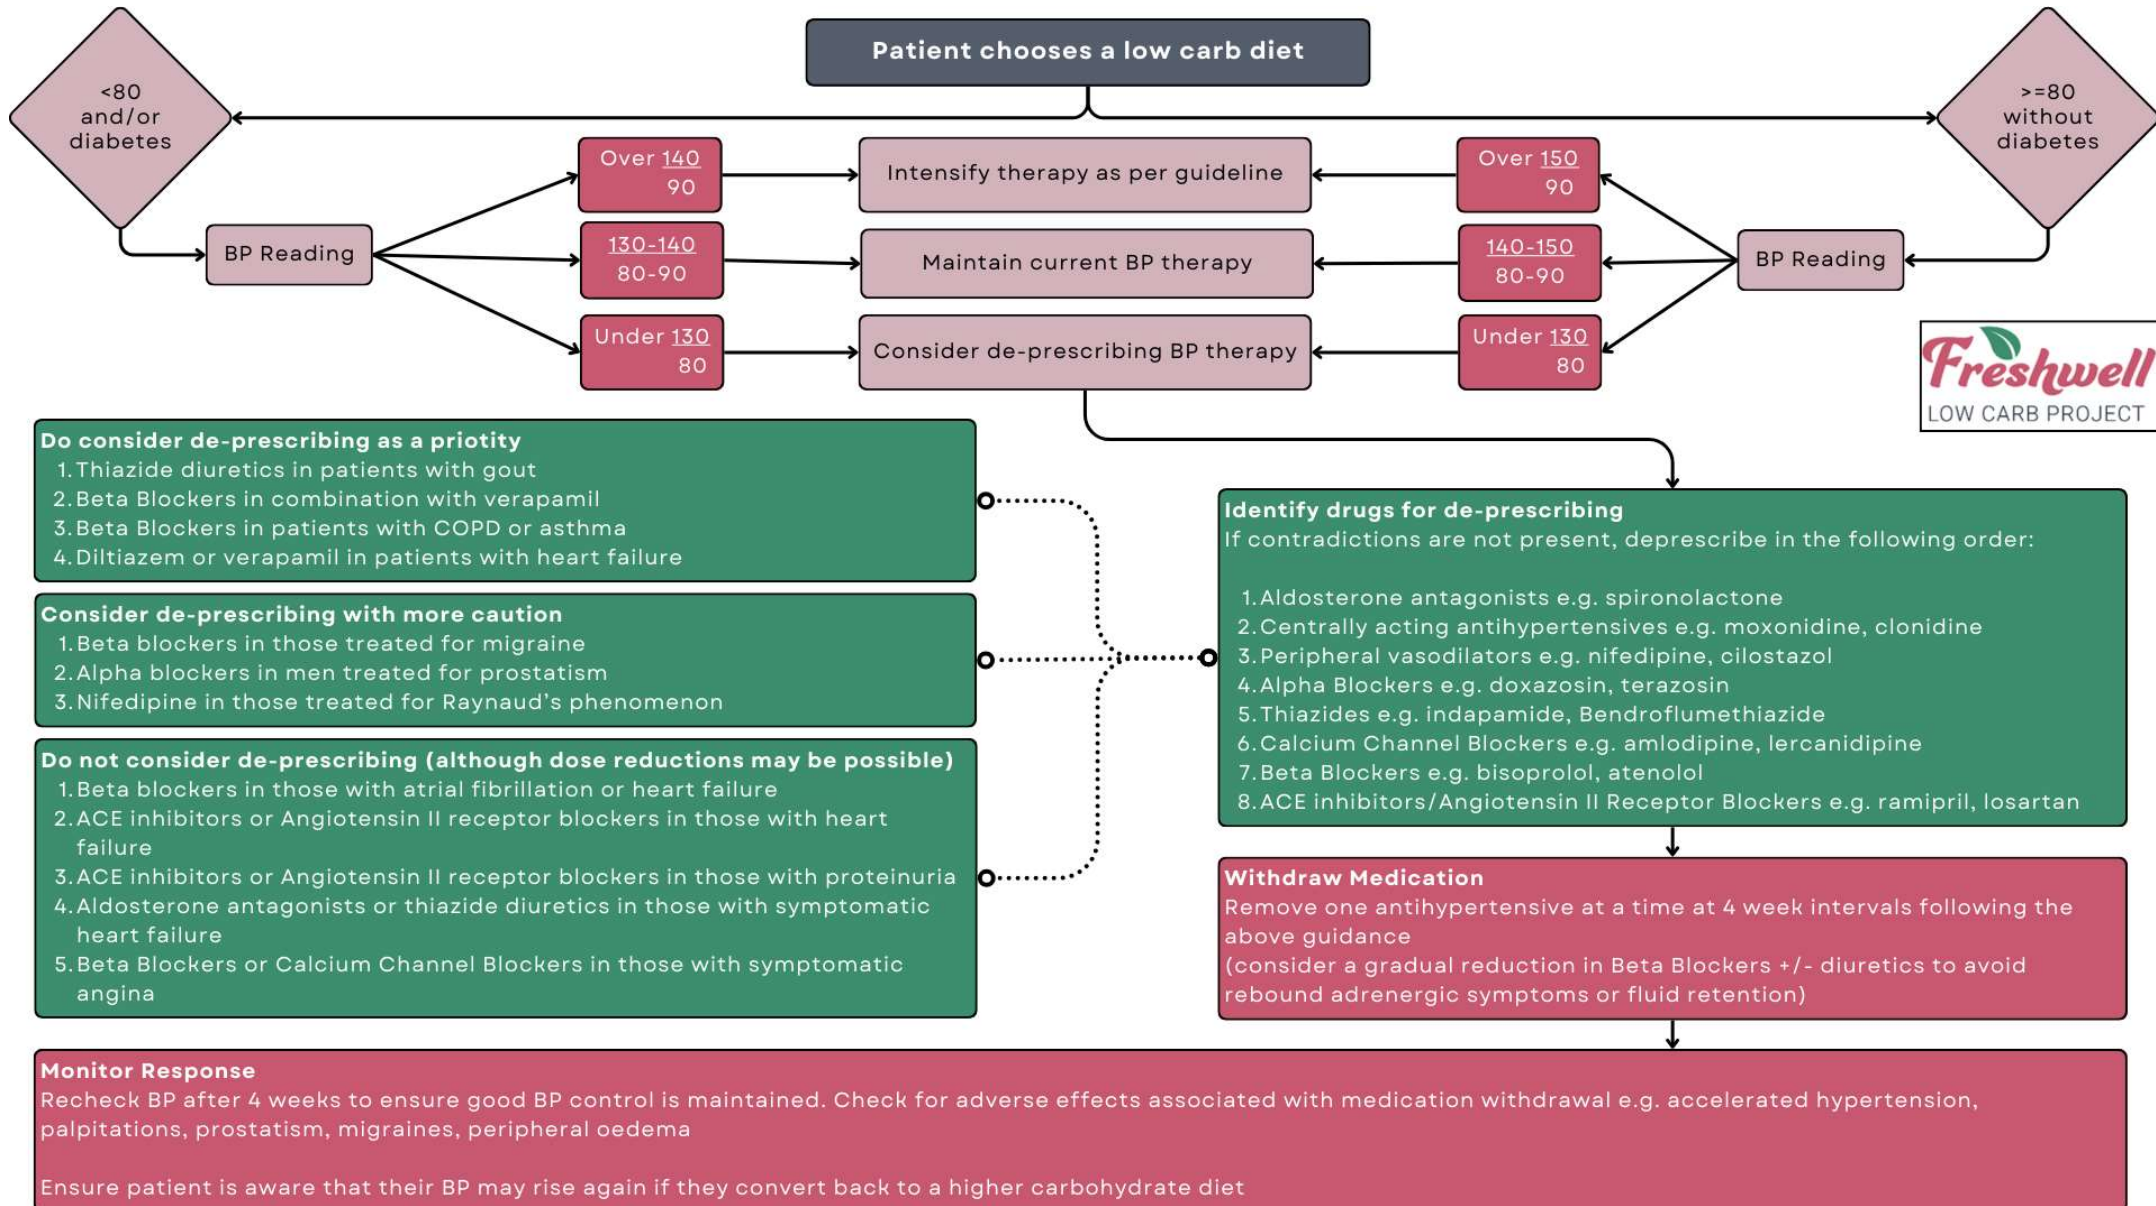 Patient chooses a low carb diet
<80
and/or
diabetes
>=80
without
diabetes
BP Reading
Over 140
90
130-140
80-90
Under 130
80
Intensify therapy as per guideline
Maintain current BP therapy
Consider de-prescribing BP therapy
Over 150
90
140-150
80-90
Under 130
80
BP Reading
Freshwell
LOW CARB PROJECT
Do consider de-prescribing as a priotity
1. Thiazide diuretics in patients with gout
2. Beta Blockers in combination with verapamil
3. Beta Blockers in patients with COPD or asthma
4. Diltiazem or verapamil in patients with heart failure
Consider de-prescribing with more caution
1. Beta blockers in those treated for migraine
2. Alpha blockers in men treated for prostatism
3. Nifedipine in those treated for Raynaud's phenomenon
Do not consider de-prescribing (although dose reductions may be possible)
1. Beta blockers in those with atrial fibrillation or heart failure
2. ACE inhibitors or Angiotensin II receptor blockers in those with heart
failure
3. ACE inhibitors or Angiotensin II receptor blockers in those with proteinuria
4. Aldosterone antagonists or thiazide diuretics in those with symptomatic
heart failure
5. Beta Blockers or Calcium Channel Blockers in those with symptomatic
angina
Identify drugs for de-prescribing
If contradictions are not present, deprescribe in the following order:
1. Aldosterone antagonists e.g. spironolactone
2. Centrally acting antihypertensives e.g. moxonidine, clonidine
3. Peripheral vasodilators e.g. nifedipine, cilostazol
4. Alpha Blockers e.g. doxazosin, terazosin
5. Thiazides e.g. indapamide, Bendroflumethiazide
6. Calcium Channel Blockers e.g. amlodipine, lercanidipine
7. Beta Blockers e.g. bisoprolol, atenolol
8. ACE inhibitors/Angiotensin II Receptor Blockers e.g. ramipril, losartan
Withdraw Medication
Remove one antihypertensive at a time at 4 week intervals following the
above guidance
(consider a gradual reduction in Beta Blockers +/- diuretics to avoid
rebound adrenergic symptoms or fluid retention)
Monitor Response
Recheck BP after 4 weeks to ensure good BP control is maintained. Check for adverse effects associated with medication withdrawal e.g. accelerated hypertension,
palpitations, prostatism, migraines, peripheral oedema
Ensure patient is aware that their BP may rise again if they convert back to a higher carbohydrate diet